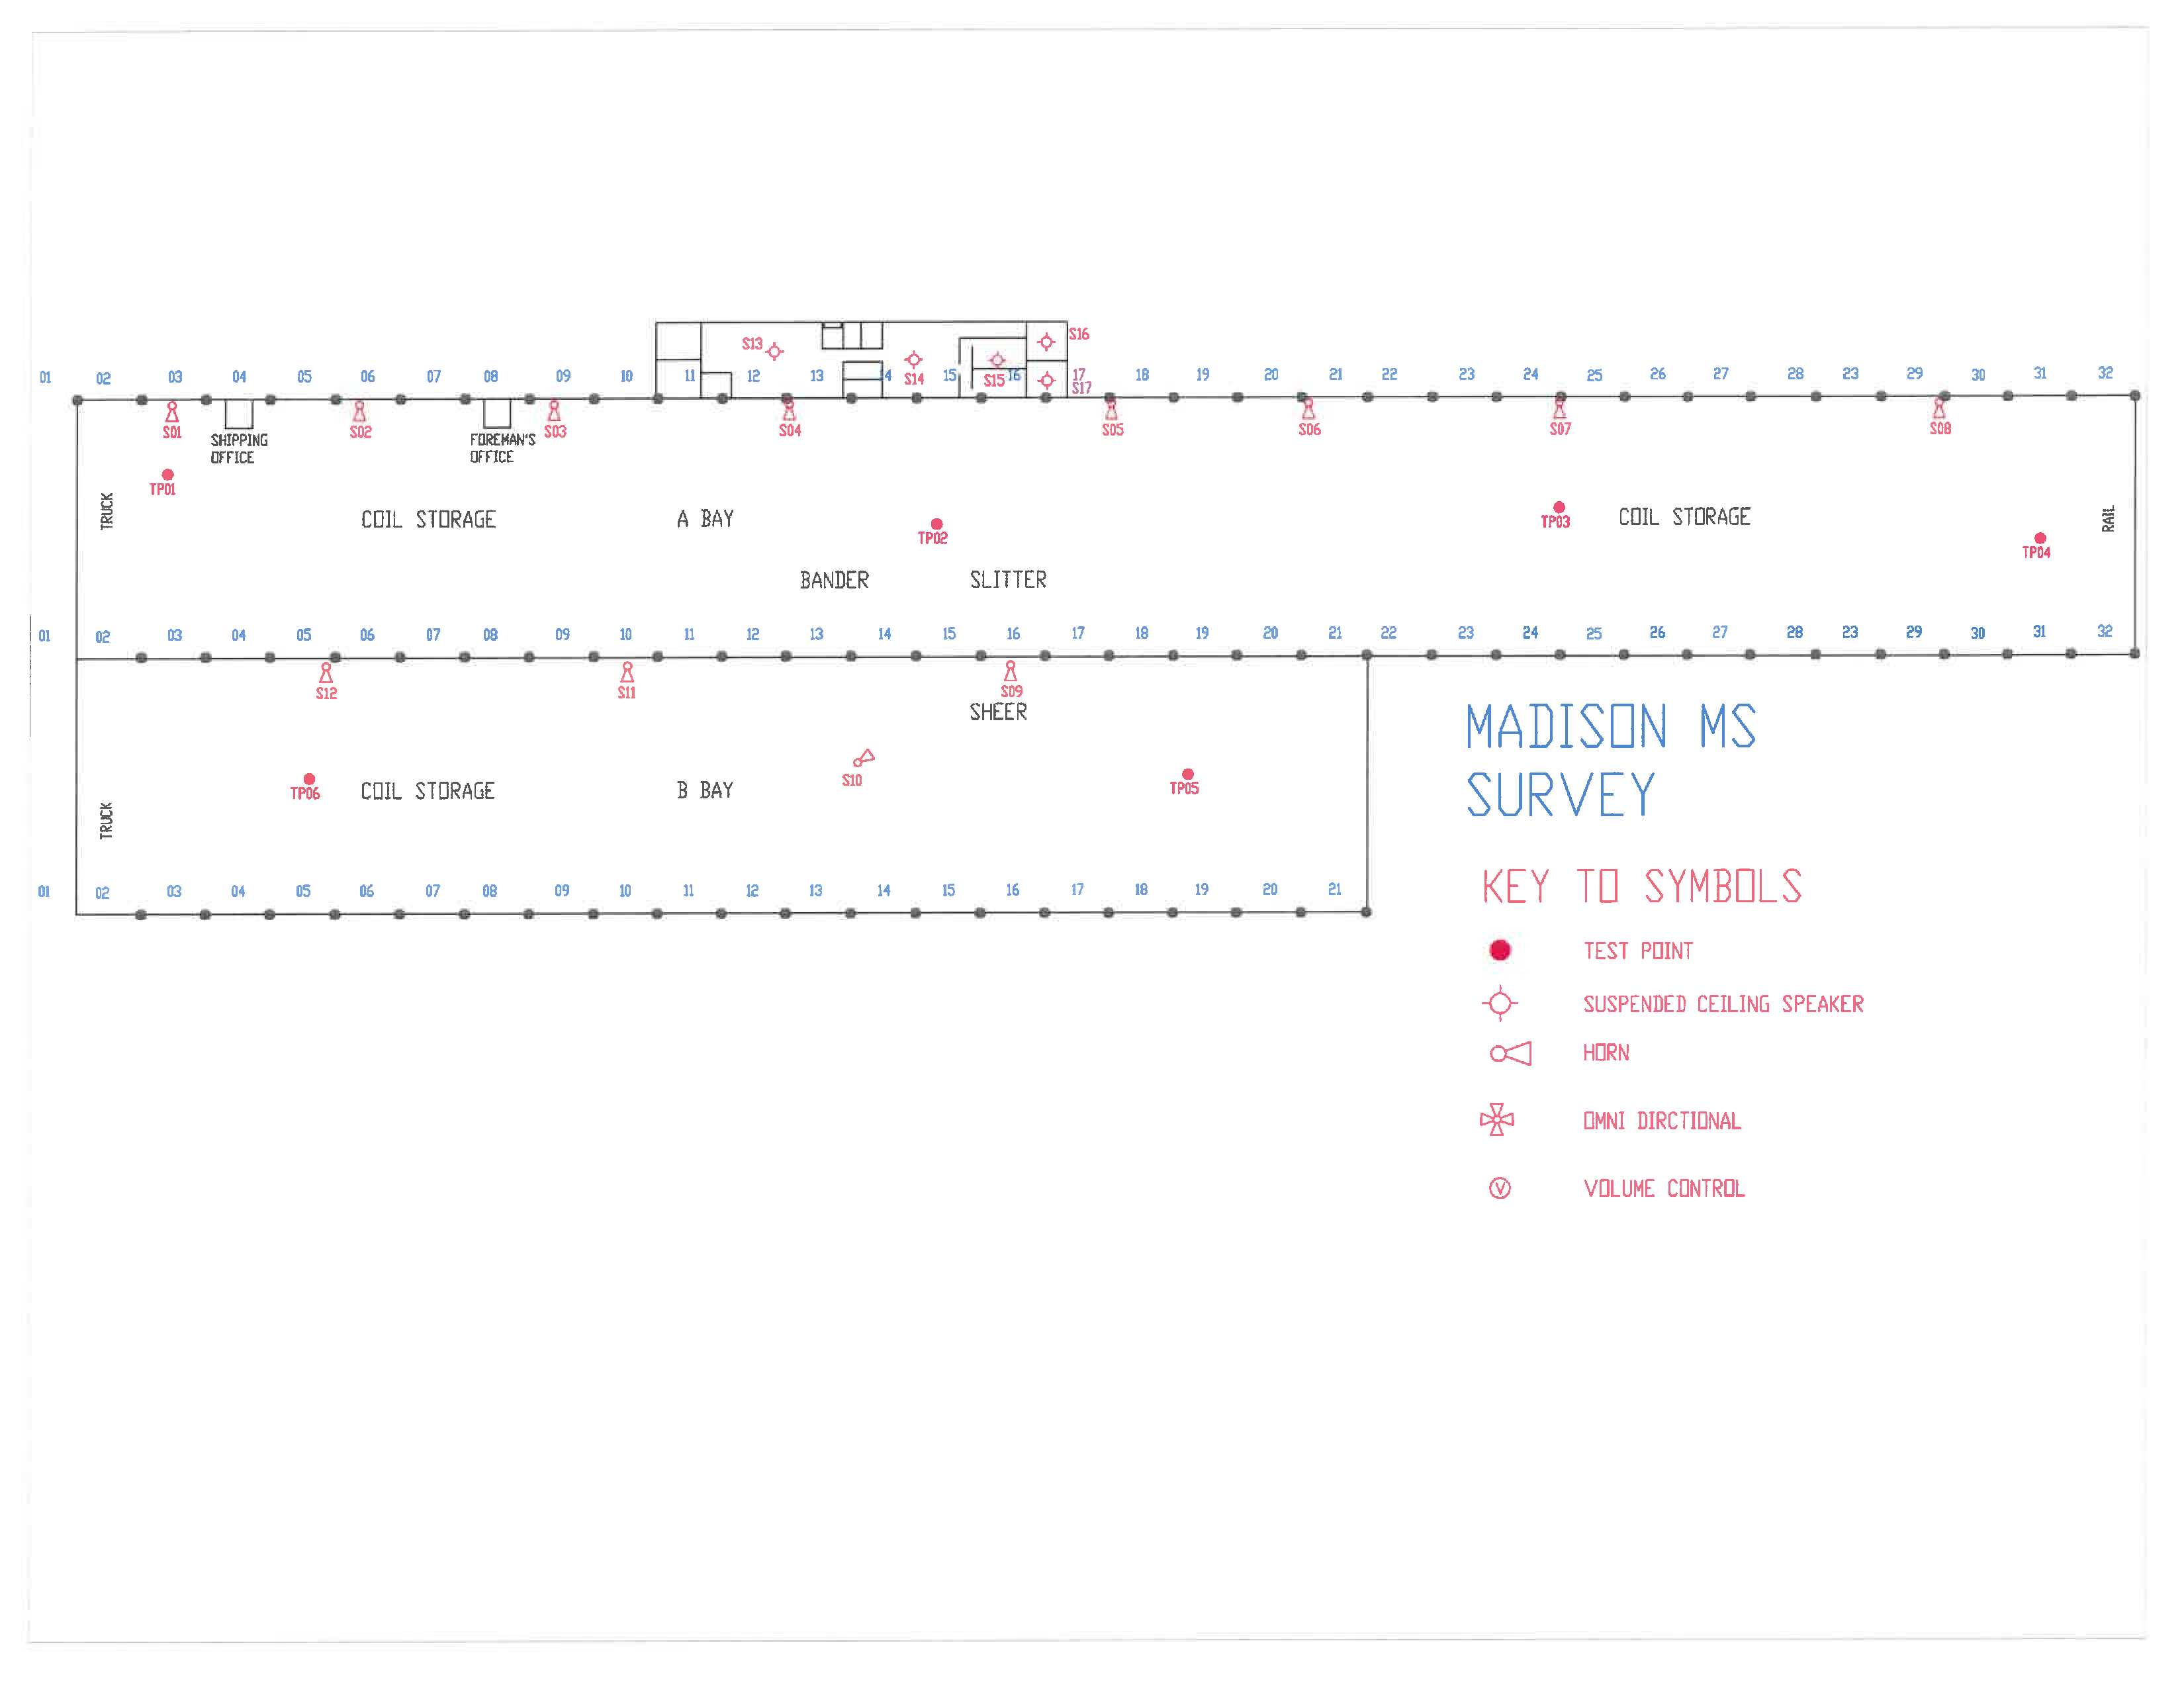 S16
S13
01 02 03 04 05 06 07 08 09 10 11 12 13 14 S14 15 S15 16 17 18 19 20 21 22 23 24 25 26 27 28 23 29 30 31 32
S17
S01 SHIPPING OFFICE S02 FOREMAN'S OFFICE S03 S04 S05 S06 S07 S08
TP01
TRUCK COIL STORAGE A BAY TP02 TP03 COIL STORAGE RAIL
TP04
BANDER SLITTER
01 02 03 04 05 06 07 08 09 10 11 12 13 14 15 16 17 18 19 20 21 22 23 24 25 26 27 28 23 29 30 31 32
S12 S11 S09
SHEER
S10
TP06 COIL STORAGE B BAY TP05
TRUCK
01 02 03 04 05 06 07 08 09 10 11 12 13 14 15 16 17 18 19 20 21
MADISON MS
SURVEY
KEY TO SYMBOLS
TEST POINT
SUSPENDED CEILING SPEAKER
HORN
OMNI DIRCTIONAL
V VOLUME CONTROL